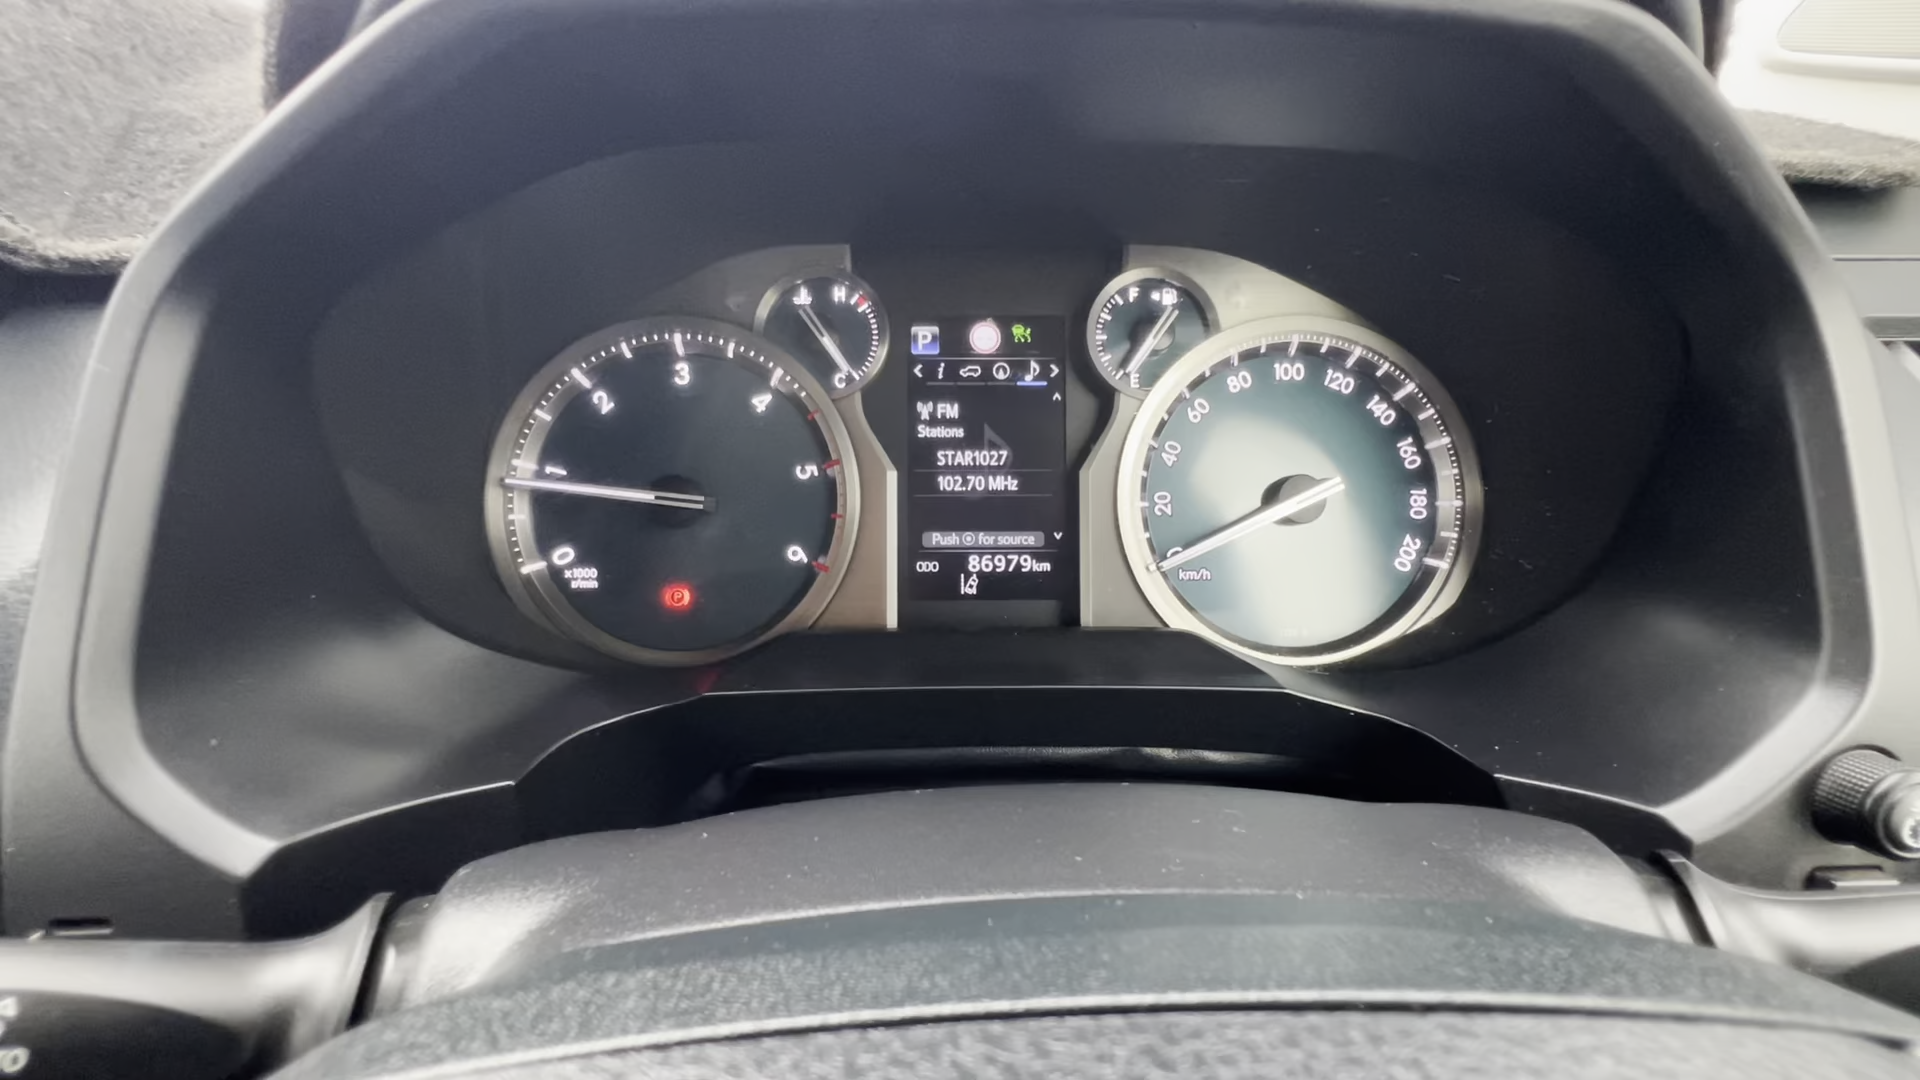 0
1
2
3
4
5
6
x1000
r/min
P
H
C
P
i
FM
Stations
STAR1027
102.70 MHz
Push for source
ODO 86979km
F
E
20
40
60
80
100
120
140
160
180
200
km/h